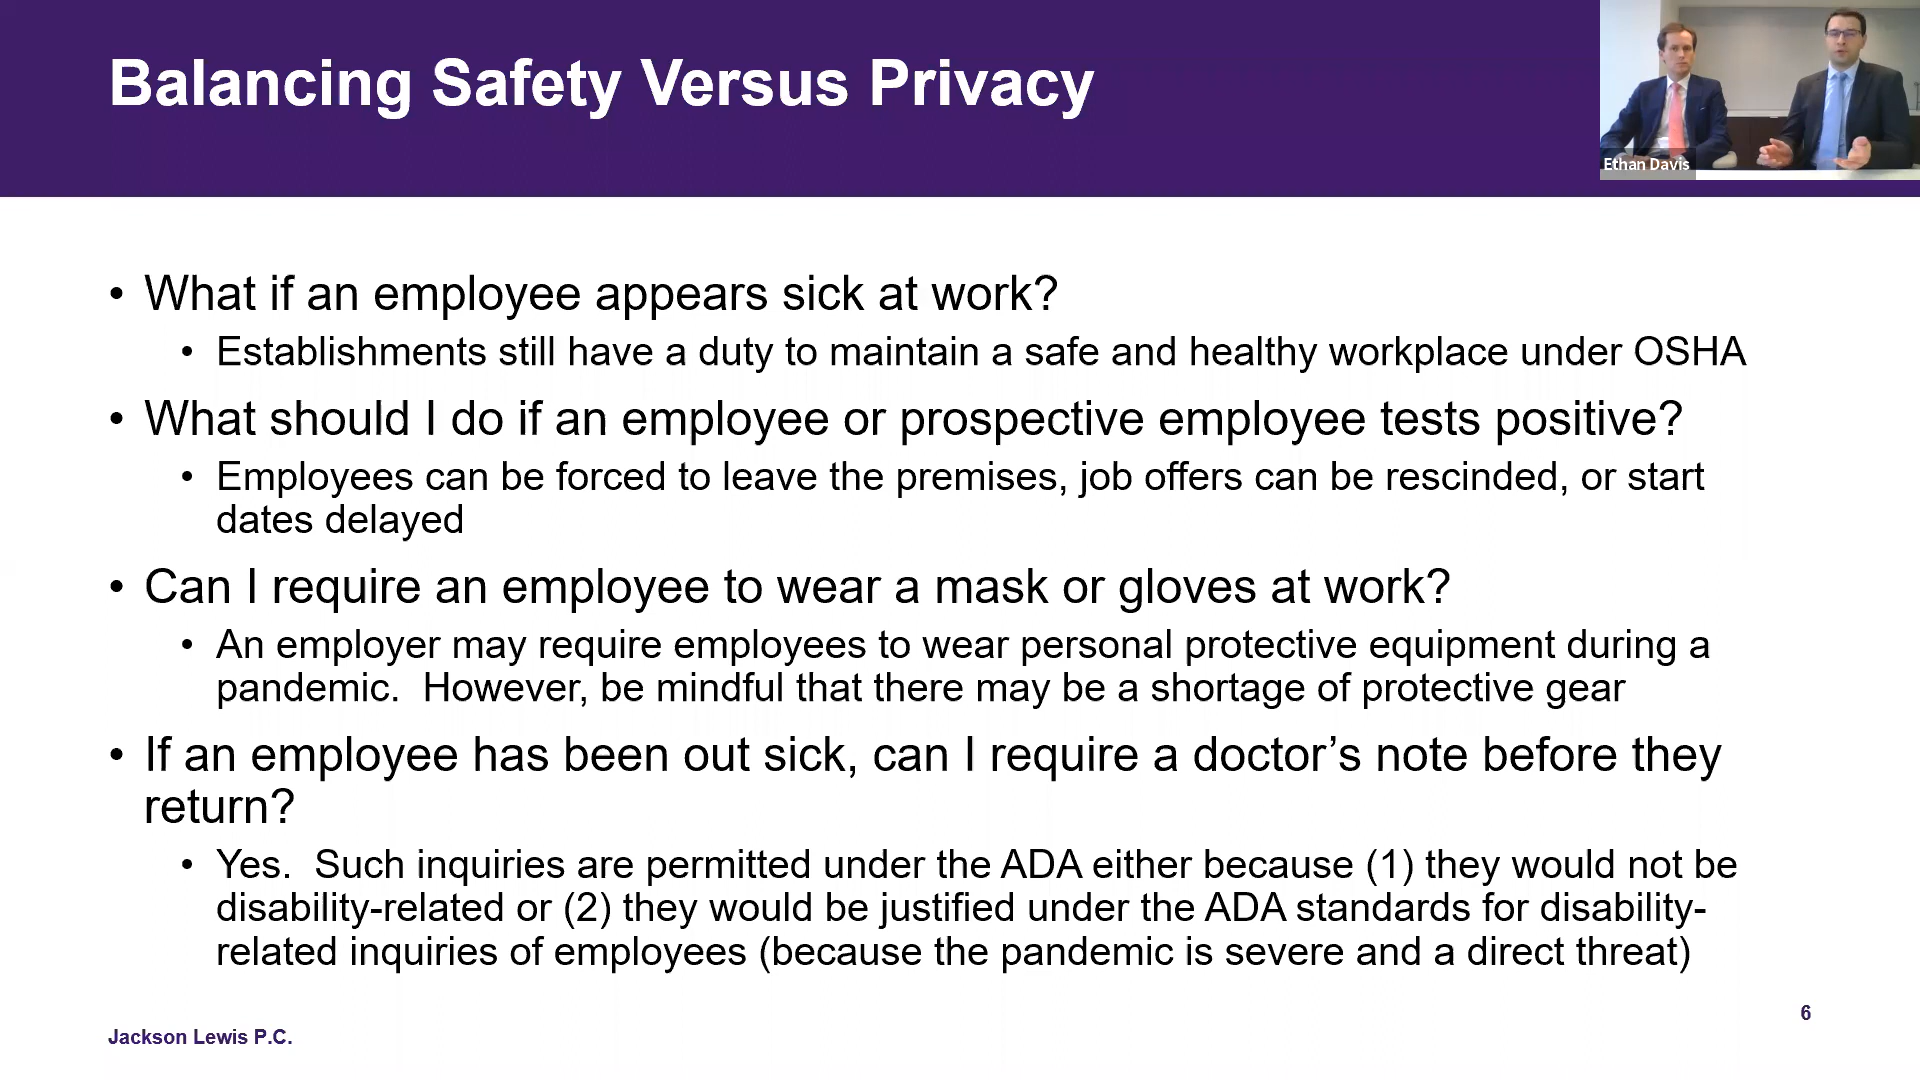 Balancing Safety Versus Privacy
Ethan Davis
• What if an employee appears sick at work?
• Establishments still have a duty to maintain a safe and healthy workplace under OSHA
• What should I do if an employee or prospective employee tests positive?
• Employees can be forced to leave the premises, job offers can be rescinded, or start
dates delayed
• Can I require an employee to wear a mask or gloves at work?
• An employer may require employees to wear personal protective equipment during a
pandemic.  However, be mindful that there may be a shortage of protective gear
• If an employee has been out sick, can I require a doctor’s note before they
return?
• Yes.  Such inquiries are permitted under the ADA either because (1) they would not be
disability-related or (2) they would be justified under the ADA standards for disability-
related inquiries of employees (because the pandemic is severe and a direct threat)
6
Jackson Lewis P.C.